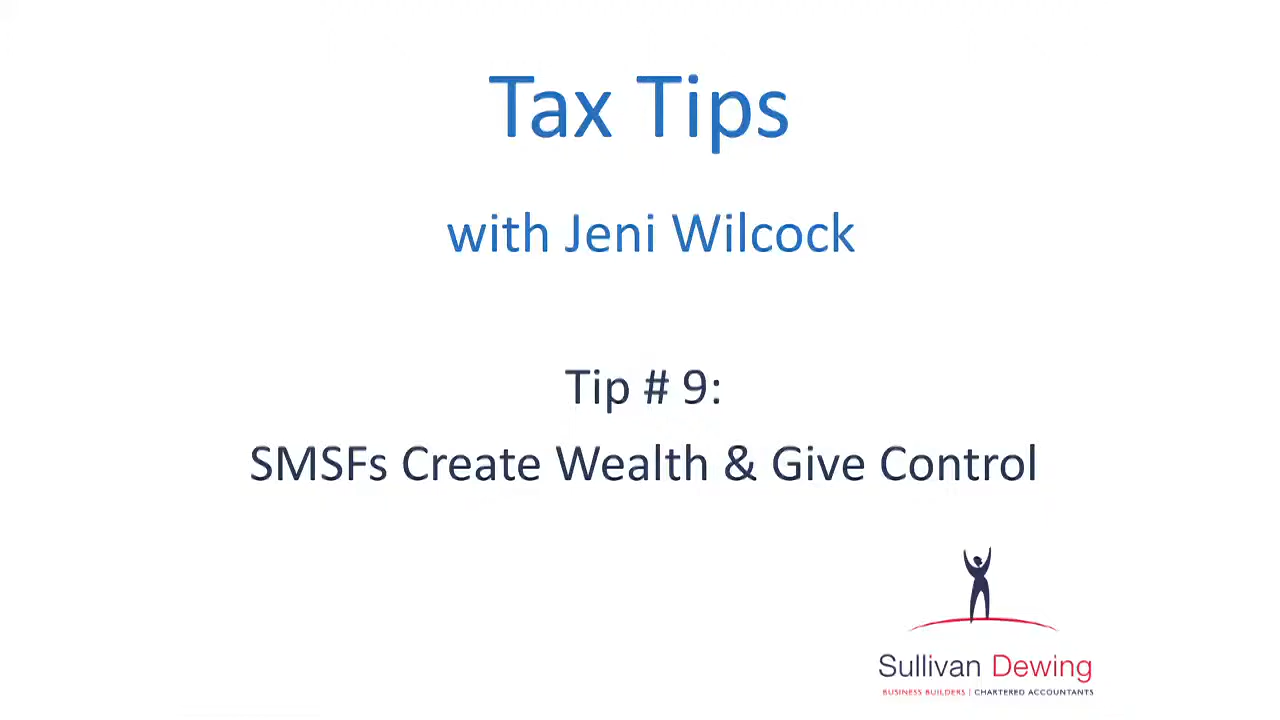 Tax Tips
with Jeni Wilcock
Tip # 9:
SMSFs Create Wealth & Give Control
Sullivan Dewing
BUSINESS BUILDERS | CHARTERED ACCOUNTANTS